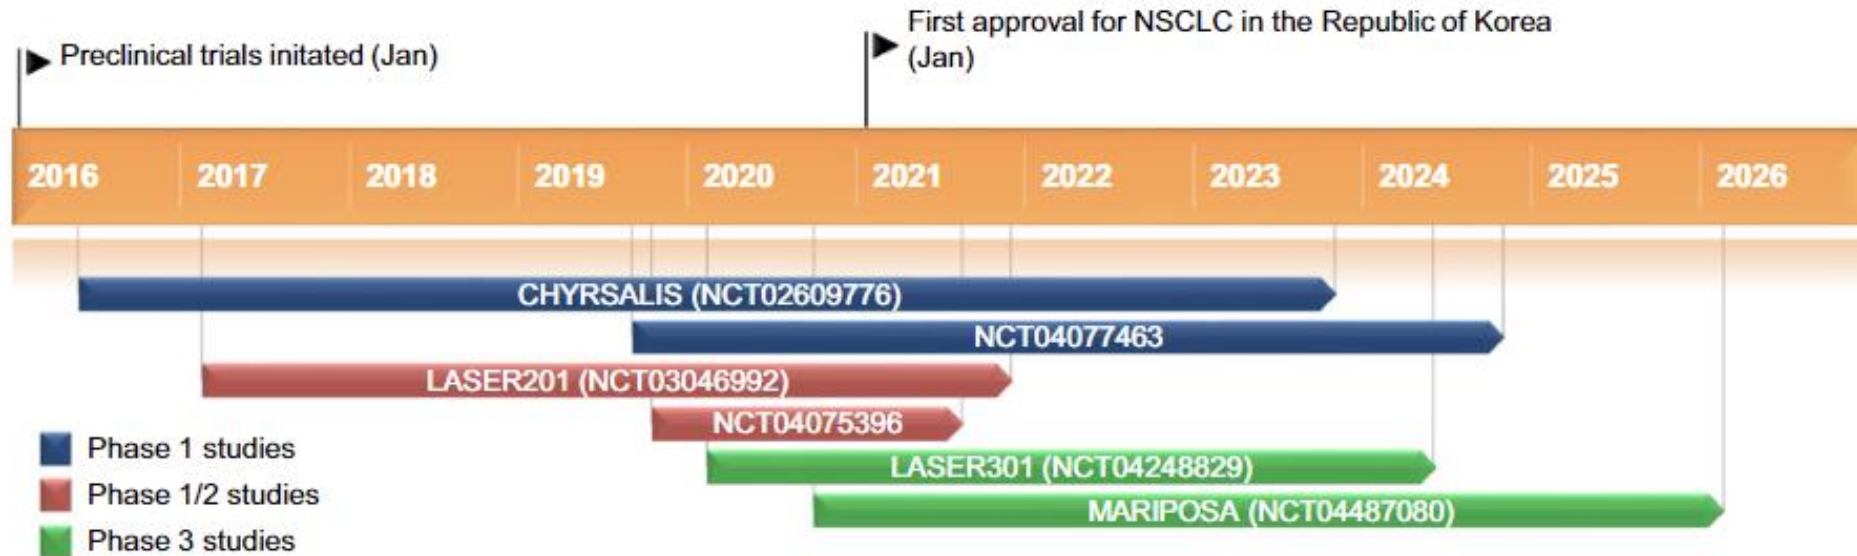 First approval for NSCLC in the Republic of Korea
(Jan)
Preclinical trials initated (Jan)
2016 2017 2018 2019 2020 2021 2022 2023 2024 2025 2026
CHYRSALIS (NCT02609776)
NCT04077463
LASER201 (NCT03046992)
NCT04075396
LASER301 (NCT04248829)
MARIPOSA (NCT04487080)
Phase 1 studies
Phase 1/2 studies
Phase 3 studies